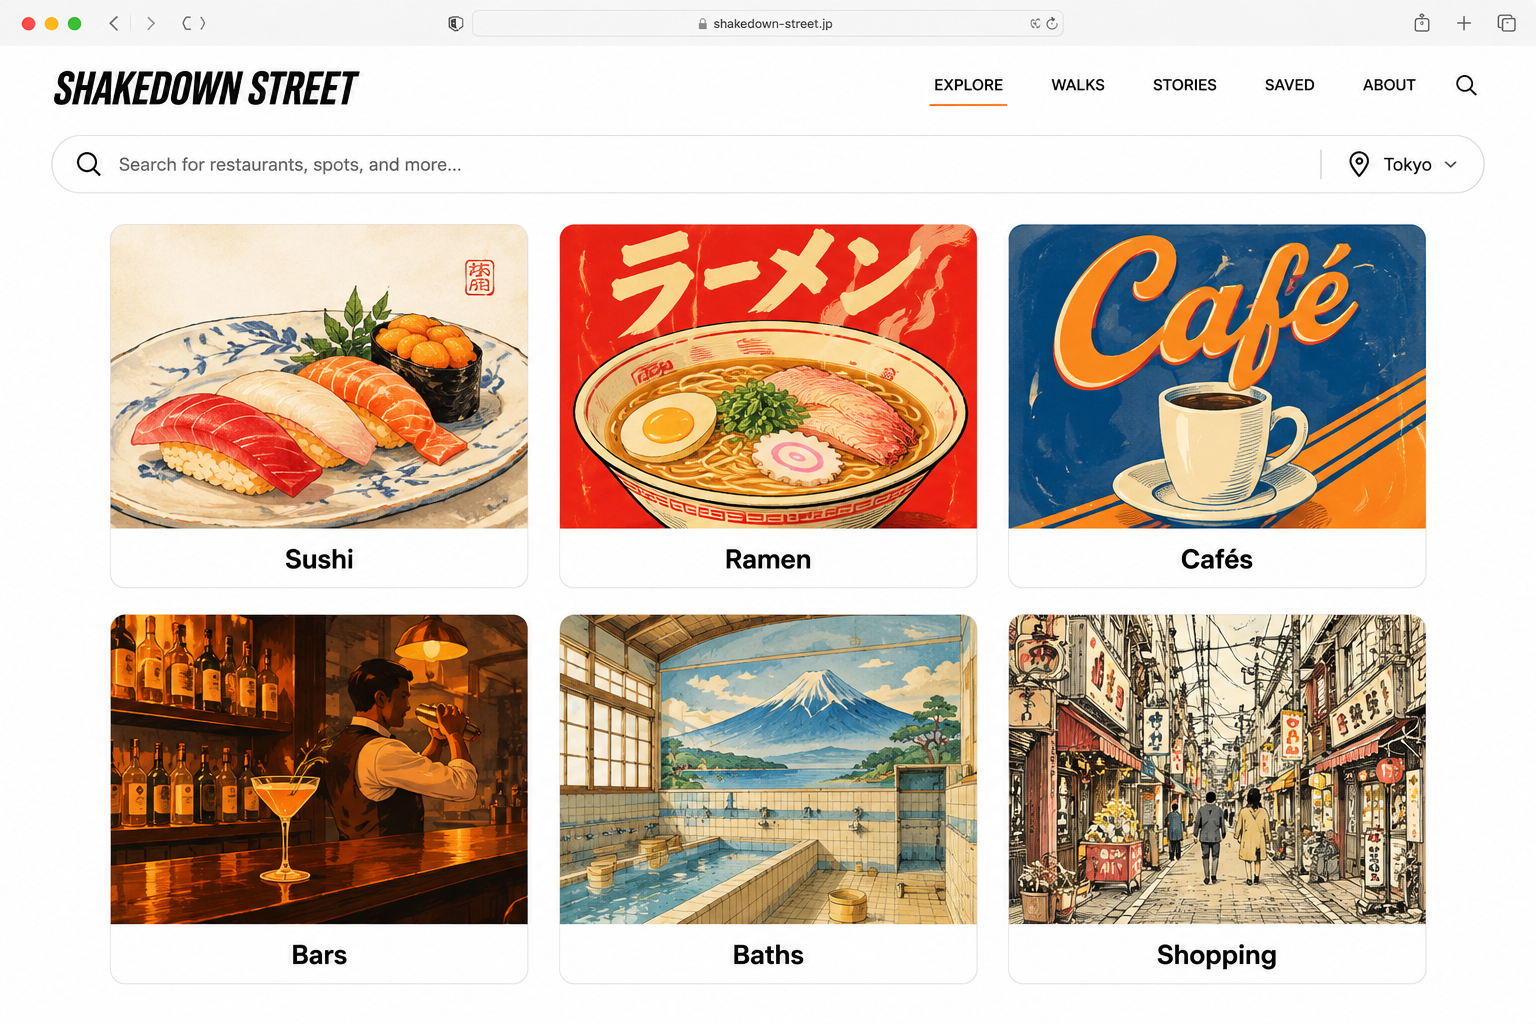 shakedown-street.jp
SHAKEDOWN STREET
EXPLORE
WALKS
STORIES
SAVED
ABOUT
Search for restaurants, spots, and more...
Tokyo
ラーメン
Café
Sushi
Ramen
Cafés
Bars
Baths
Shopping